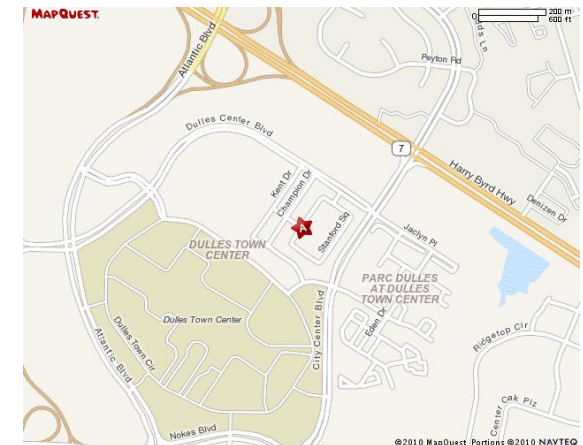 MAPQUEST.
0
200 m
600 ft
Atlantic Blvd
Peyton Rd
Dulles Center Blvd
7
Harry Byrd Hwy
Kent Dr
Champion Dr
Denizen Dr
A
Stanford Sq
Jaclyn Pl
DULLES TOWN
CENTER
PARC DULLES
AT DULLES
TOWN CENTER
City Center Blvd
Dulles Town Center
Eden Dr
Dulles Town Cir
Ridgetop Cir
Atlantic Blvd
Oak Plz
Center
Nokes Blvd
©2010 MapQuest Portions ©2010 NAVTEQ